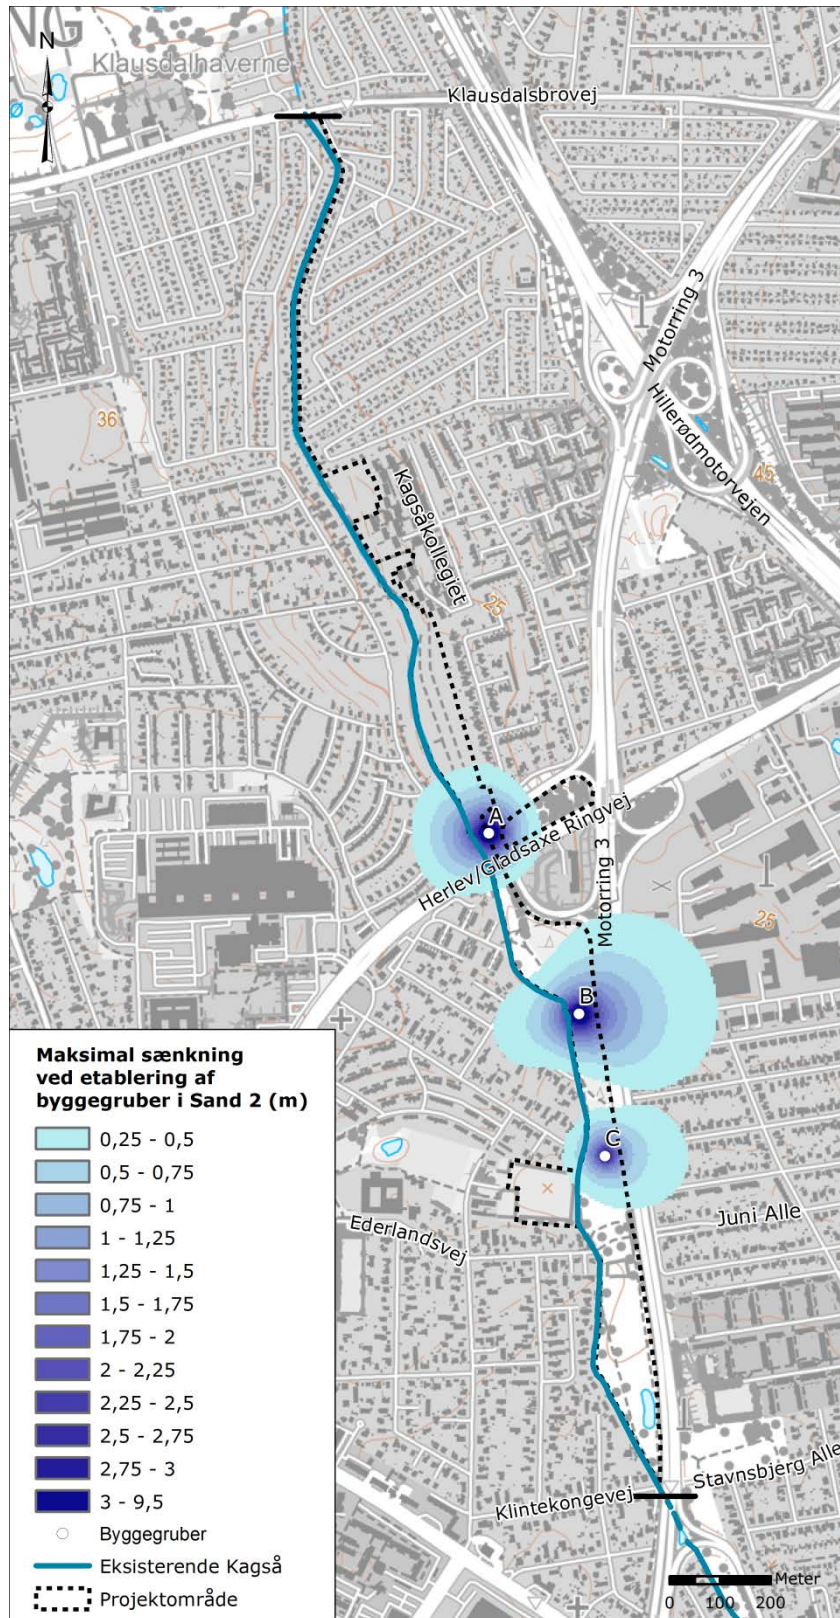 NG
N
Klausdalhaverne
Klausdalsbrovej
Motorring 3
Hillerødmotorvejen
36
45
Kagsåkollegiet
25
A
Herlev/Gladsaxe Ringvej
Motorring 3
25
B
C
Juni Alle
Ederlandsvej
Stavnsbjerg Alle
Klintekongevej
Meter
0 100 200
Maksimal sænkning
ved etablering af
byggegruber i Sand 2 (m)
0,25 - 0,5
0,5 - 0,75
0,75 - 1
1 - 1,25
1,25 - 1,5
1,5 - 1,75
1,75 - 2
2 - 2,25
2,25 - 2,5
2,5 - 2,75
2,75 - 3
3 - 9,5
Byggegruber
Eksisterende Kagså
Projektområde